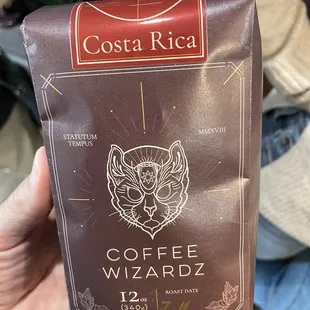 Costa Rica
STATUTUM
TEMPUS
MMXVIII
COFFEE
WIZARDZ
12 oz
(340g)
ROAST DATE